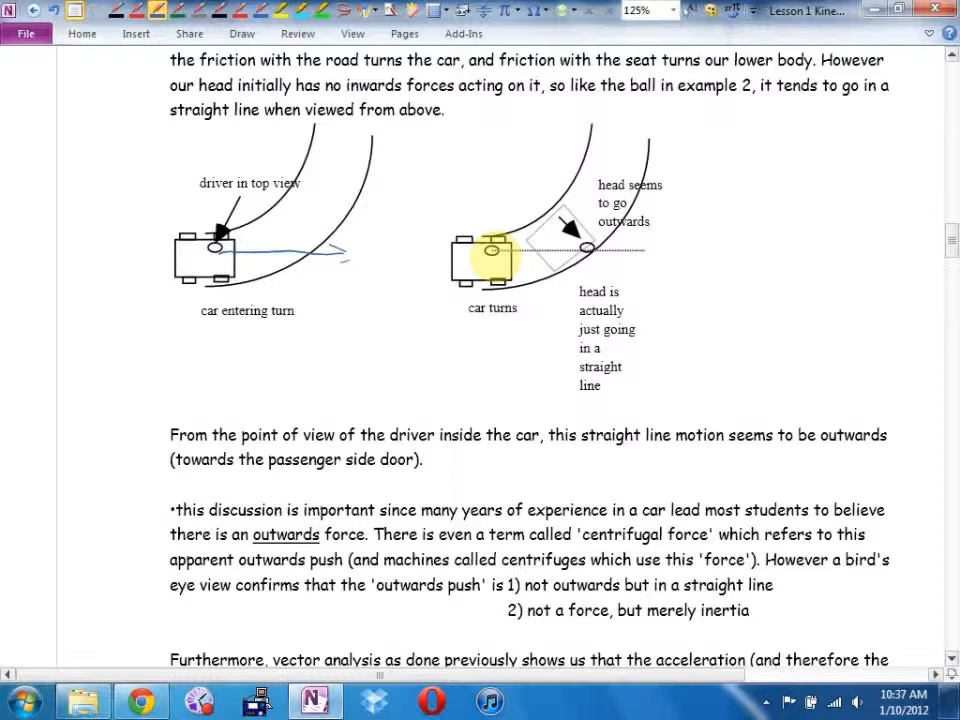 125%
Lesson 1 Kine...
File
Home
Insert
Share
Draw
Review
View
Pages
Add-Ins
the friction with the road turns the car, and friction with the seat turns our lower body. However
our head initially has no inwards forces acting on it, so like the ball in example 2, it tends to go in a
straight line when viewed from above.
driver in top view
head seems
to go
outwards
car entering turn
car turns
head is
actually
just going
in a
straight
line
From the point of view of the driver inside the car, this straight line motion seems to be outwards
(towards the passenger side door).
•this discussion is important since many years of experience in a car lead most students to believe
there is an outwards force. There is even a term called 'centrifugal force' which refers to this
apparent outwards push (and machines called centrifuges which use this 'force'). However a bird's
eye view confirms that the 'outwards push' is 1) not outwards but in a straight line
2) not a force, but merely inertia
Furthermore, vector analysis as done previously shows us that the acceleration (and therefore the
10:37 AM
1/10/2012